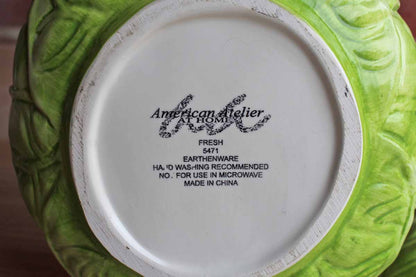 American Atelier
AT HOME
FRESH
5471
EARTHENWARE
HAND WASHING RECOMMENDED
NOT FOR USE IN MICROWAVE
MADE IN CHINA